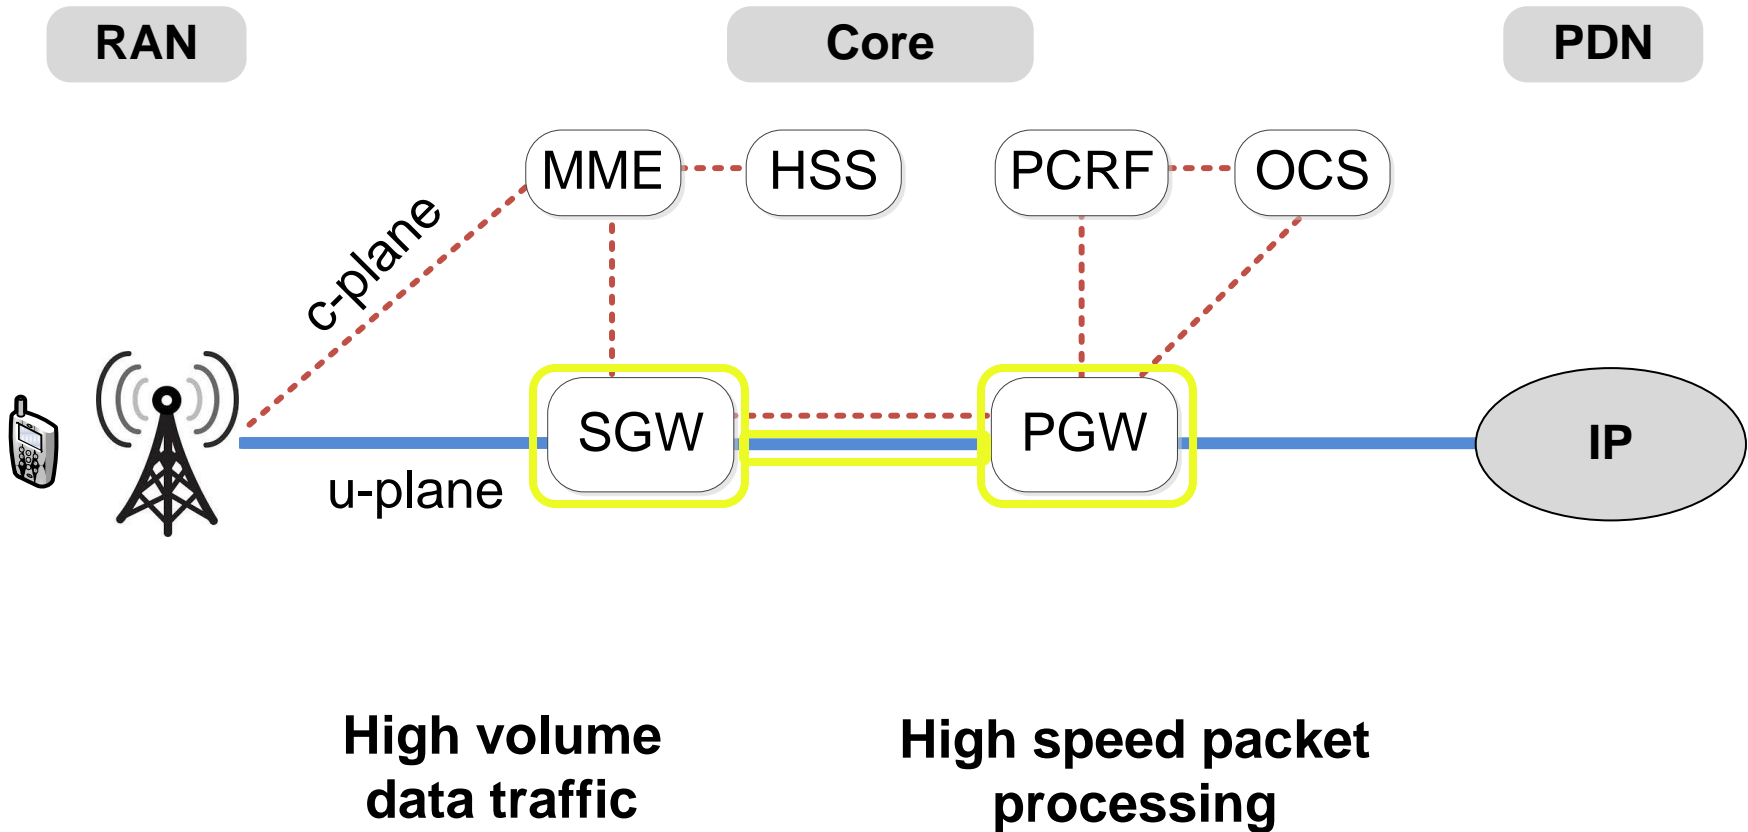 RAN
Core
PDN
MME
HSS
PCRF
OCS
c-plane
SGW
PGW
IP
u-plane
High volume
data traffic
High speed packet
processing